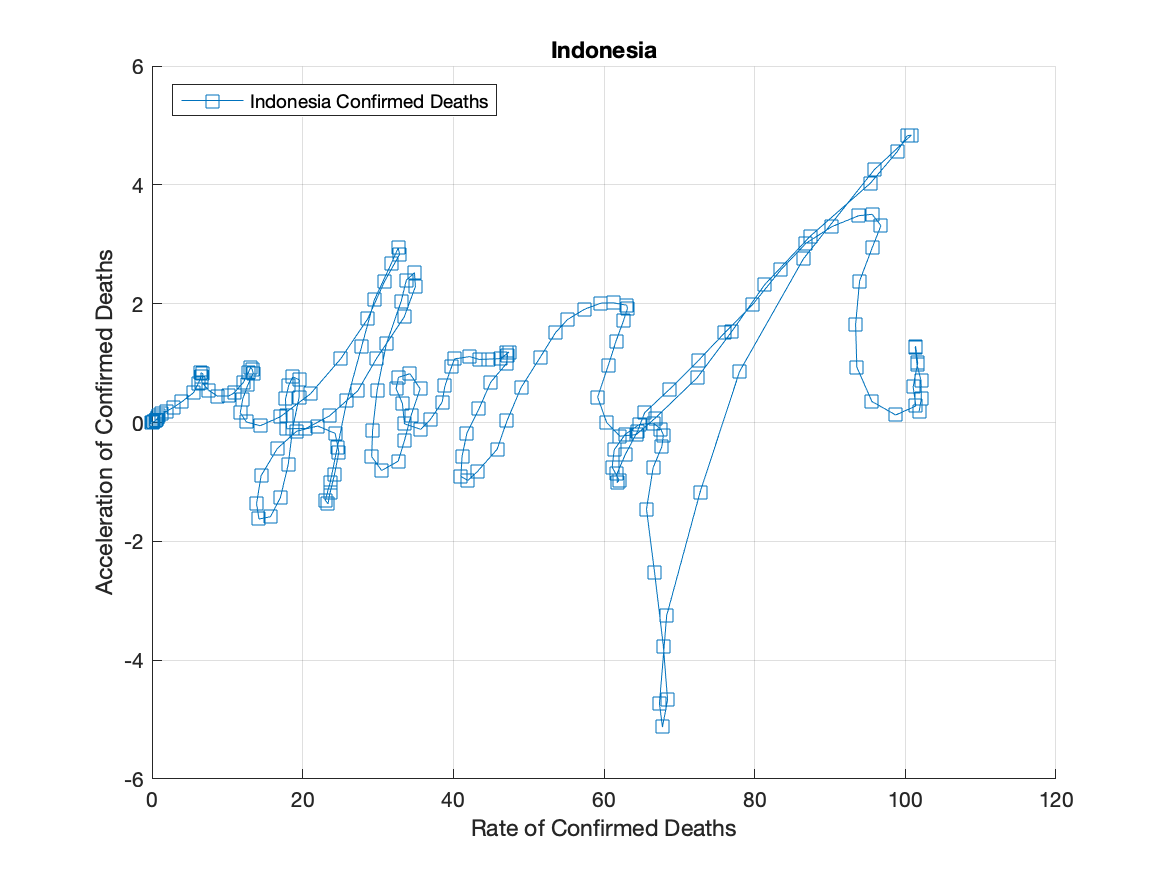 Indonesia
Indonesia Confirmed Deaths
6
4
2
0
-2
-4
-6
Acceleration of Confirmed Deaths
0 20 40 60 80 100 120
Rate of Confirmed Deaths